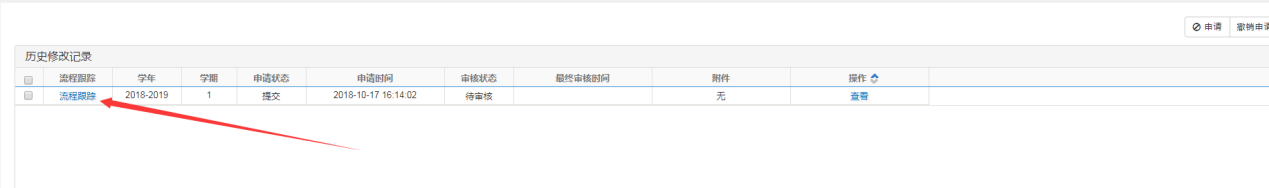 申请 撤销申请
历史修改记录
流程跟踪 学年 学期 申请状态 申请时间 审核状态 最终审核时间 附件 操作
流程跟踪 2018-2019 1 提交 2018-10-17 16:14:02 待审核 无 查看